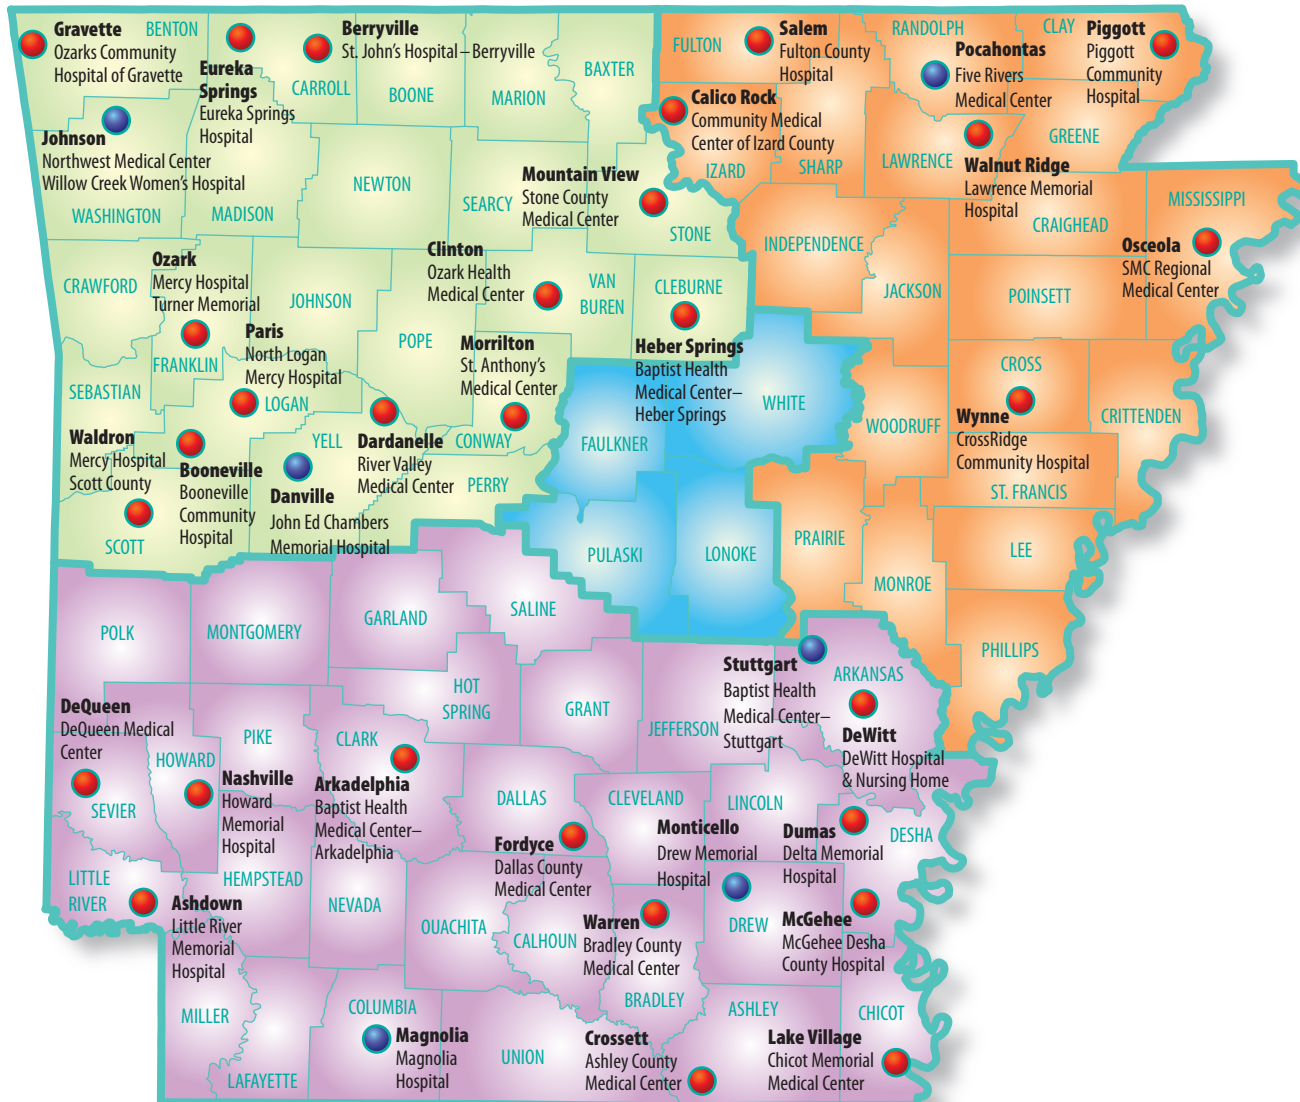 Gravette
Ozarks Community
Hospital of Gravette
BENTON
Eureka
Springs
Eureka Springs
Hospital
Berryville
St. John's Hospital – Berryville
CARROLL
BOONE
MARION
BAXTER
Johnson
Northwest Medical Center
Willow Creek Women's Hospital
WASHINGTON
MADISON
NEWTON
SEARCY
Mountain View
Stone County
Medical Center
STONE
FULTON
Salem
Fulton County
Hospital
RANDOLPH
Pocahontas
Five Rivers
Medical Center
CLAY
Piggott
Piggott
Community
Hospital
Calico Rock
Community Medical
Center of Izard County
IZARD
SHARP
LAWRENCE
Walnut Ridge
Lawrence Memorial
Hospital
GREENE
CRAIGHEAD
MISSISSIPPI
Osceola
SMC Regional
Medical Center
INDEPENDENCE
JACKSON
POINSETT
CRAWFORD
Ozark
Mercy Hospital
Turner Memorial
FRANKLIN
JOHNSON
Clinton
Ozark Health
Medical Center
VAN
BUREN
CLEBURNE
Heber Springs
Baptist Health
Medical Center–
Heber Springs
Paris
North Logan
Mercy Hospital
LOGAN
POPE
Morrilton
St. Anthony's
Medical Center
CONWAY
SEBASTIAN
Waldron
Mercy Hospital
Scott County
SCOTT
Booneville
Booneville
Community
Hospital
YELL
Danville
John Ed Chambers
Memorial Hospital
Dardanelle
River Valley
Medical Center
PERRY
FAULKNER
WHITE
PULASKI
LONOKE
WOODRUFF
CROSS
Wynne
CrossRidge
Community Hospital
CRITTENDEN
ST. FRANCIS
PRAIRIE
LEE
MONROE
PHILLIPS
POLK
MONTGOMERY
GARLAND
SALINE
HOT
SPRING
GRANT
JEFFERSON
Stuttgart
Baptist Health
Medical Center–
Stuttgart
ARKANSAS
DeWitt
DeWitt Hospital
& Nursing Home
DeQueen
DeQueen Medical
Center
SEVIER
HOWARD
PIKE
Nashville
Howard
Memorial
Hospital
CLARK
Arkadelphia
Baptist Health
Medical Center–
Arkadelphia
DALLAS
Fordyce
Dallas County
Medical Center
CLEVELAND
LINCOLN
Monticello
Drew Memorial
Hospital
DREW
Dumas
Delta Memorial
Hospital
DESHA
McGehee
McGehee Desha
County Hospital
LITTLE
RIVER
Ashdown
Little River
Memorial
Hospital
HEMPSTEAD
NEVADA
OUACHITA
CALHOUN
Warren
Bradley County
Medical Center
BRADLEY
MILLER
LAFAYETTE
COLUMBIA
Magnolia
Magnolia
Hospital
UNION
Crossett
Ashley County
Medical Center
ASHLEY
Lake Village
Chicot Memorial
Medical Center
CHICOT